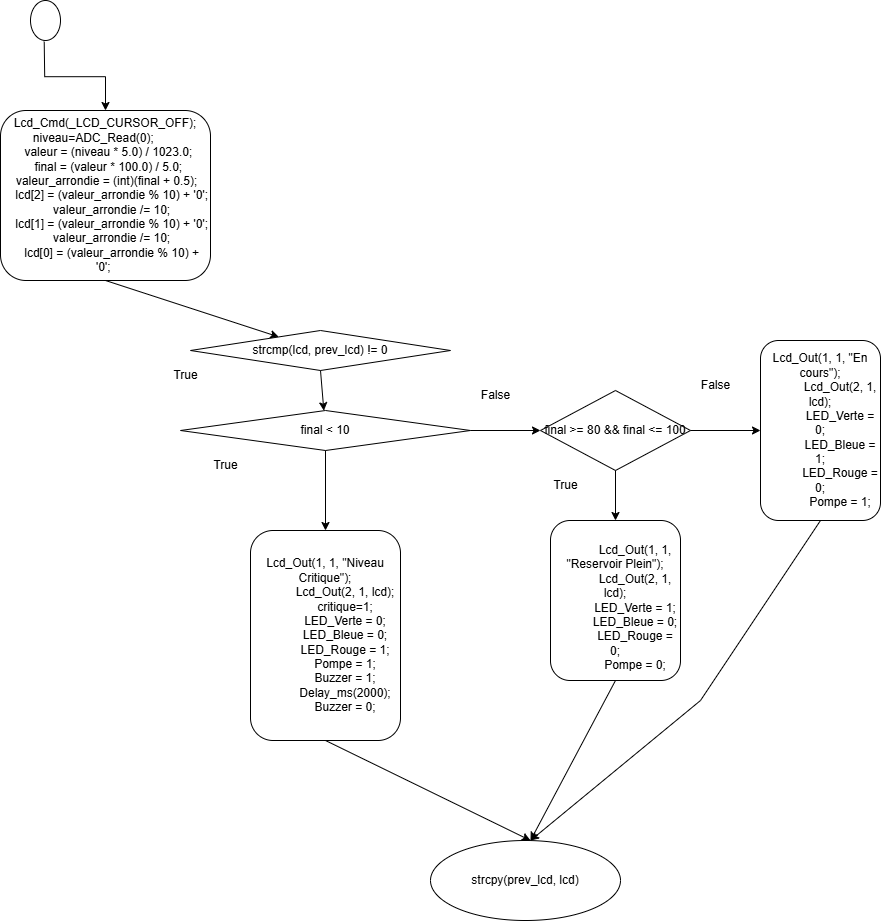 Lcd_Cmd(_LCD_CURSOR_OFF);
niveau=ADC_Read(0);
valeur = (niveau * 5.0) / 1023.0;
final = (valeur * 100.0) / 5.0;
valeur_arrondie = (int)(final + 0.5);
lcd[2] = (valeur_arrondie % 10) + '0';
valeur_arrondie /= 10;
lcd[1] = (valeur_arrondie % 10) + '0';
valeur_arrondie /= 10;
lcd[0] = (valeur_arrondie % 10) +
'0';
strcmp(lcd, prev_lcd) != 0
True
final < 10
False
final >= 80 && final <= 100
False
Lcd_Out(1, 1, "En
cours");
Lcd_Out(2, 1,
lcd);
LED_Verte =
0;
LED_Bleue =
1;
LED_Rouge =
0;
Pompe = 1;
True
Lcd_Out(1, 1, "Niveau
Critique");
Lcd_Out(2, 1, lcd);
critique=1;
LED_Verte = 0;
LED_Bleue = 0;
LED_Rouge = 1;
Pompe = 1;
Buzzer = 1;
Delay_ms(2000);
Buzzer = 0;
True
Lcd_Out(1, 1,
"Reservoir Plein");
Lcd_Out(2, 1,
lcd);
LED_Verte = 1;
LED_Bleue = 0;
LED_Rouge =
0;
Pompe = 0;
strcpy(prev_lcd, lcd)